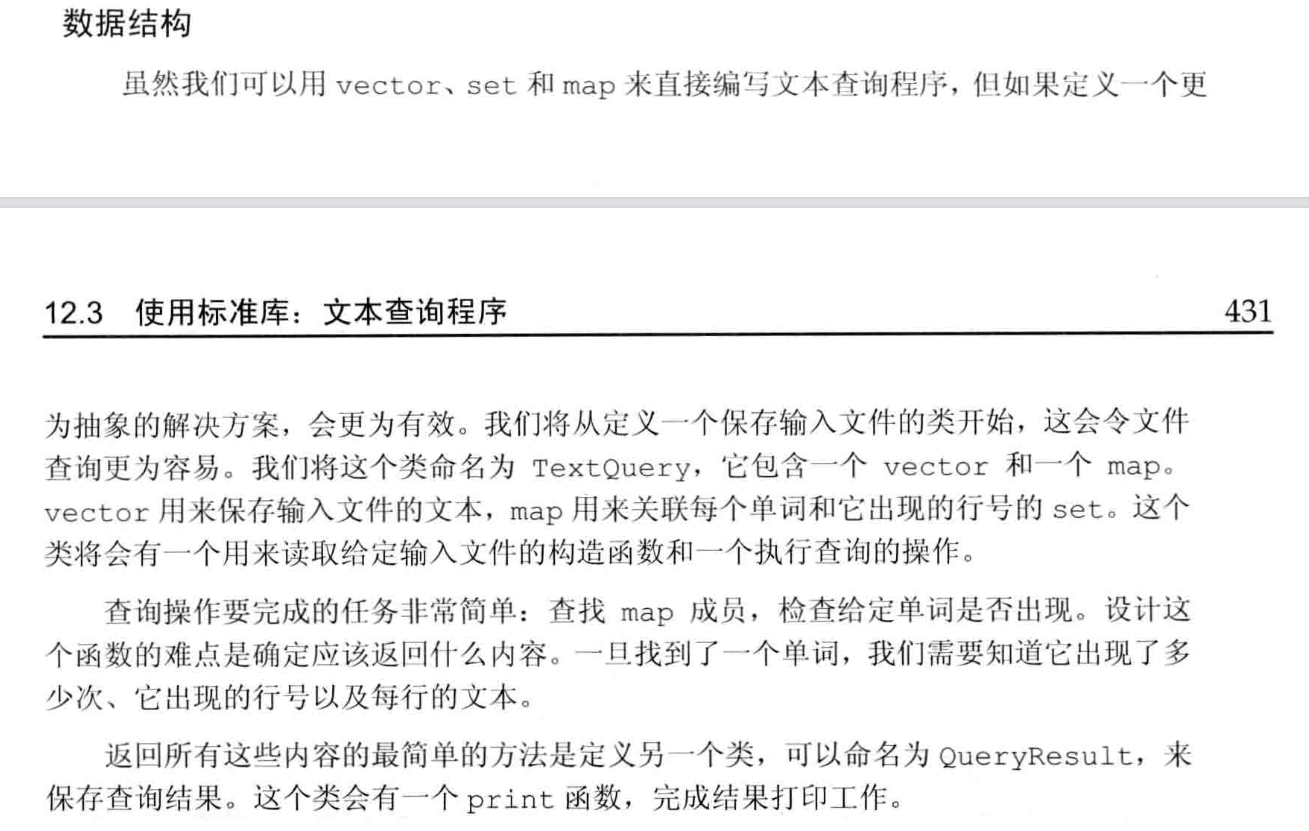 数据结构
虽然我们可以用 vector、set 和 map 来直接编写文本查询程序，但如果定义一个更
12.3 使用标准库：文本查询程序 431
为抽象的解决方案，会更为有效。我们将从定义一个保存输入文件的类开始，这会令文件
查询更为容易。我们将这个类命名为 TextQuery，它包含一个 vector 和一个 map。
vector 用来保存输入文件的文本，map 用来关联每个单词和它出现的行号的 set。这个
类将会有一个用来读取给定输入文件的构造函数和一个执行查询的操作。
查询操作要完成的任务非常简单：查找 map 成员，检查给定单词是否出现。设计这
个函数的难点是确定应该返回什么内容。一旦找到了一个单词，我们需要知道它出现了多
少次、它出现的行号以及每行的文本。
返回所有这些内容的最简单的方法是定义另一个类，可以命名为 QueryResult，来
保存查询结果。这个类会有一个 print 函数，完成结果打印工作。